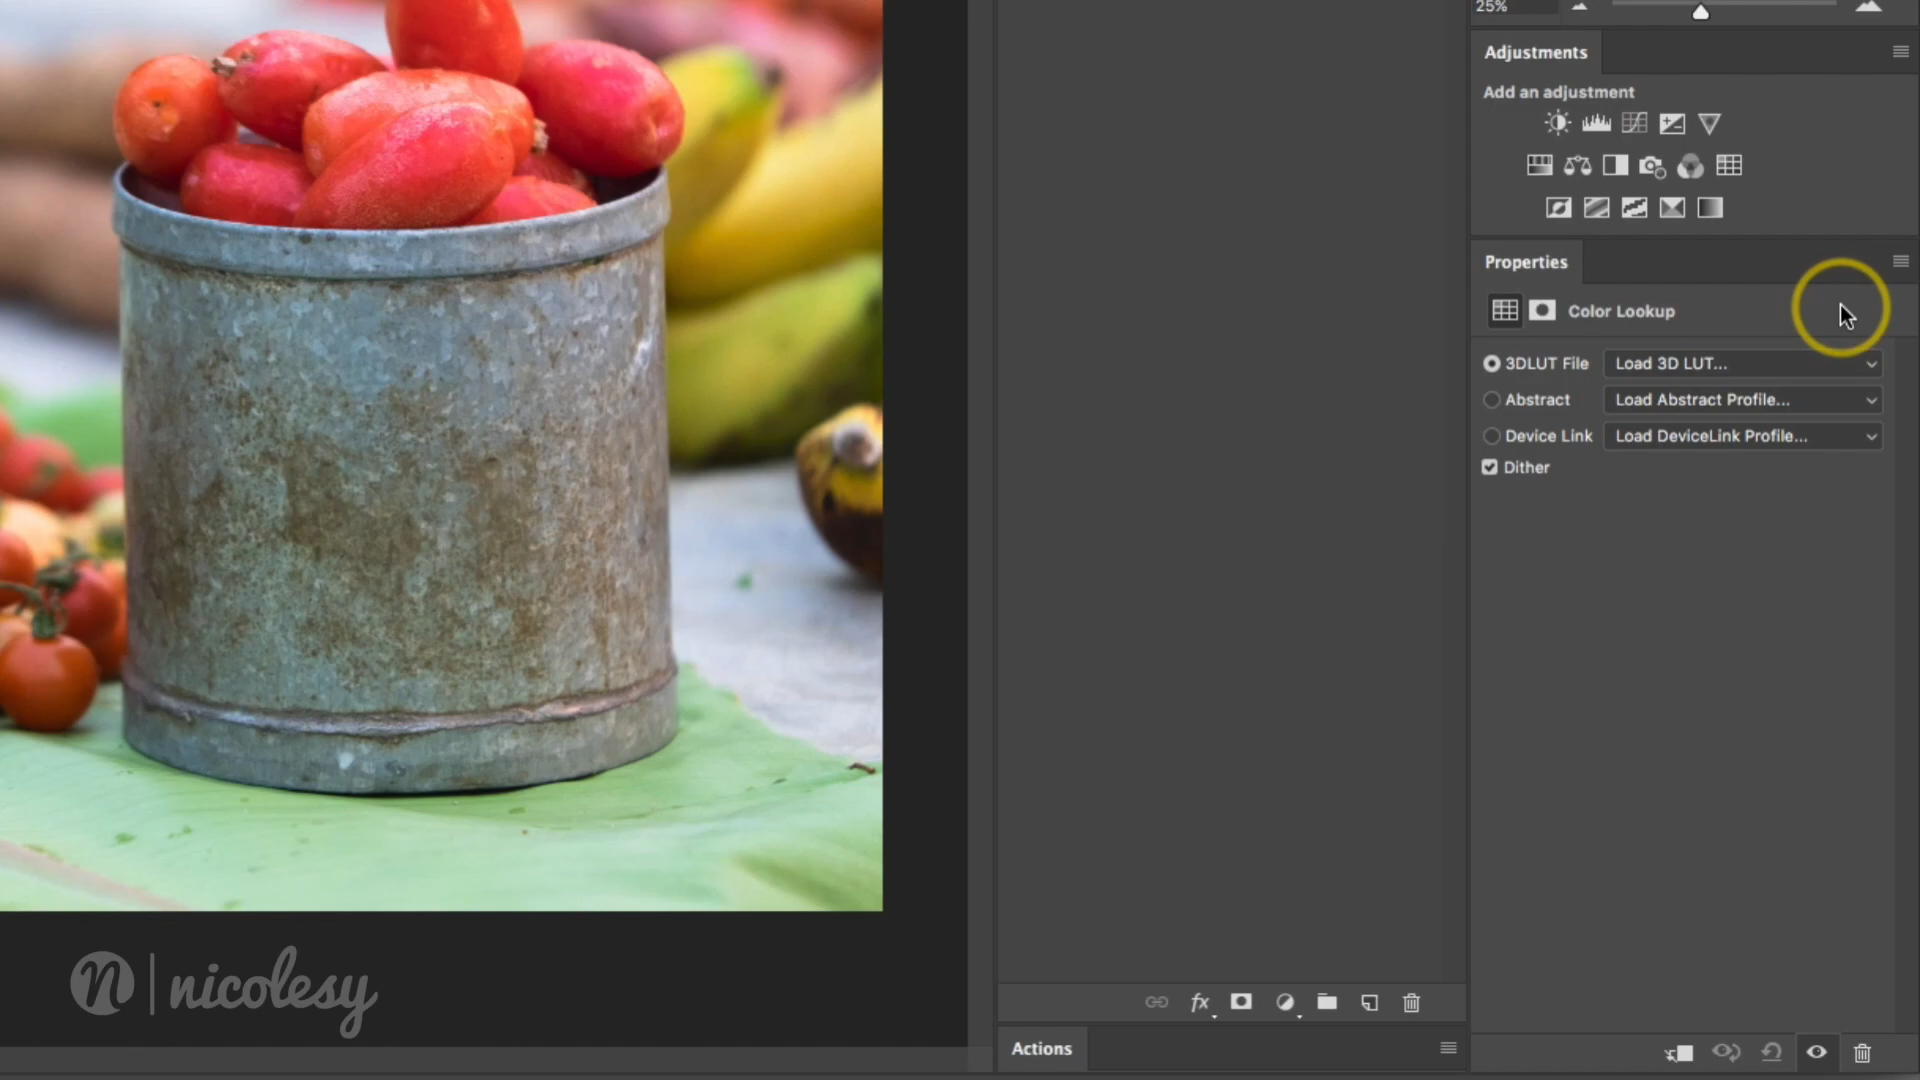 25%
Adjustments
Add an adjustment
Properties
Color Lookup
3DLUT File Load 3D LUT...
Abstract Load Abstract Profile...
Device Link Load DeviceLink Profile...
Dither
fx
Actions
n | nicolesy